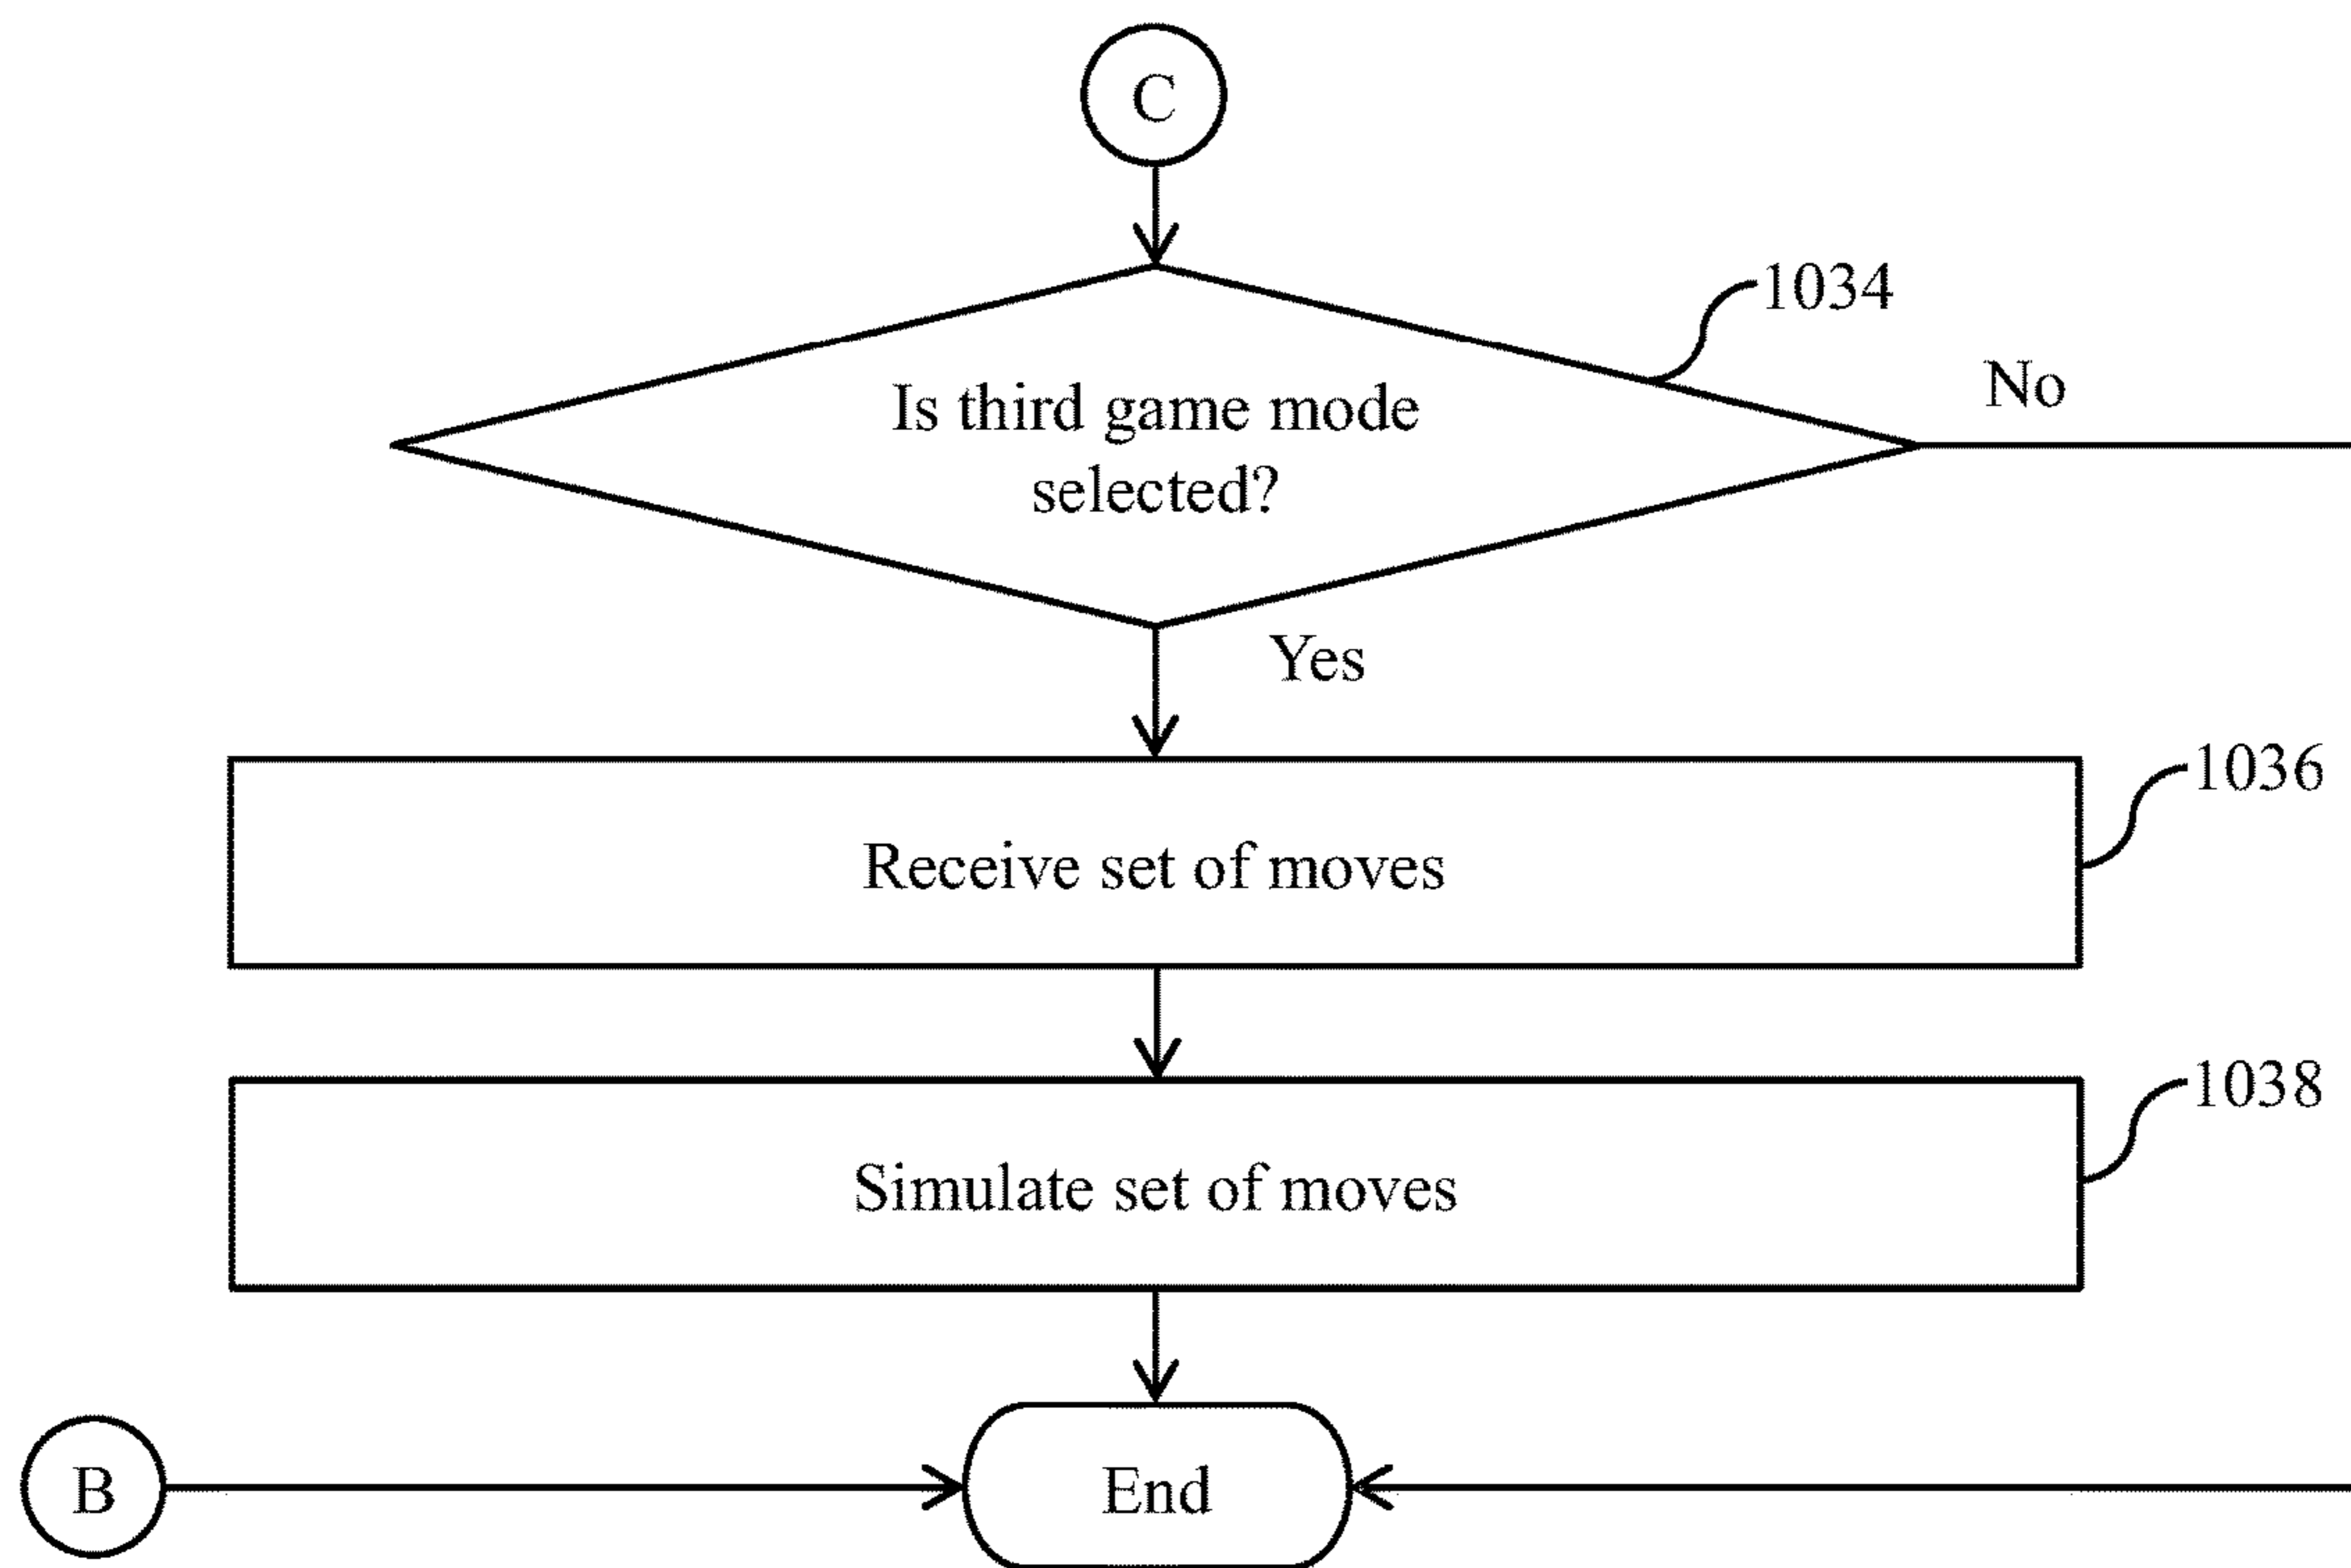 C
1034
No
Is third game mode
selected?
Yes
1036
Receive set of moves
1038
Simulate set of moves
B
End